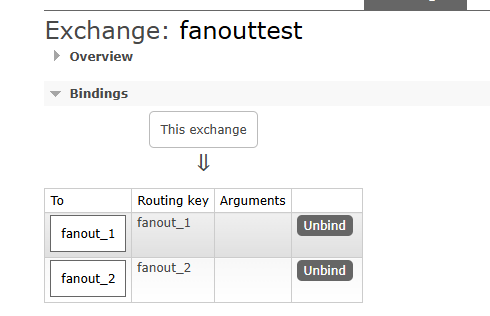 Exchange: fanouttest
Overview
Bindings
This exchange
⇓
To Routing key Arguments
fanout_1 fanout_1 Unbind
fanout_2 fanout_2 Unbind